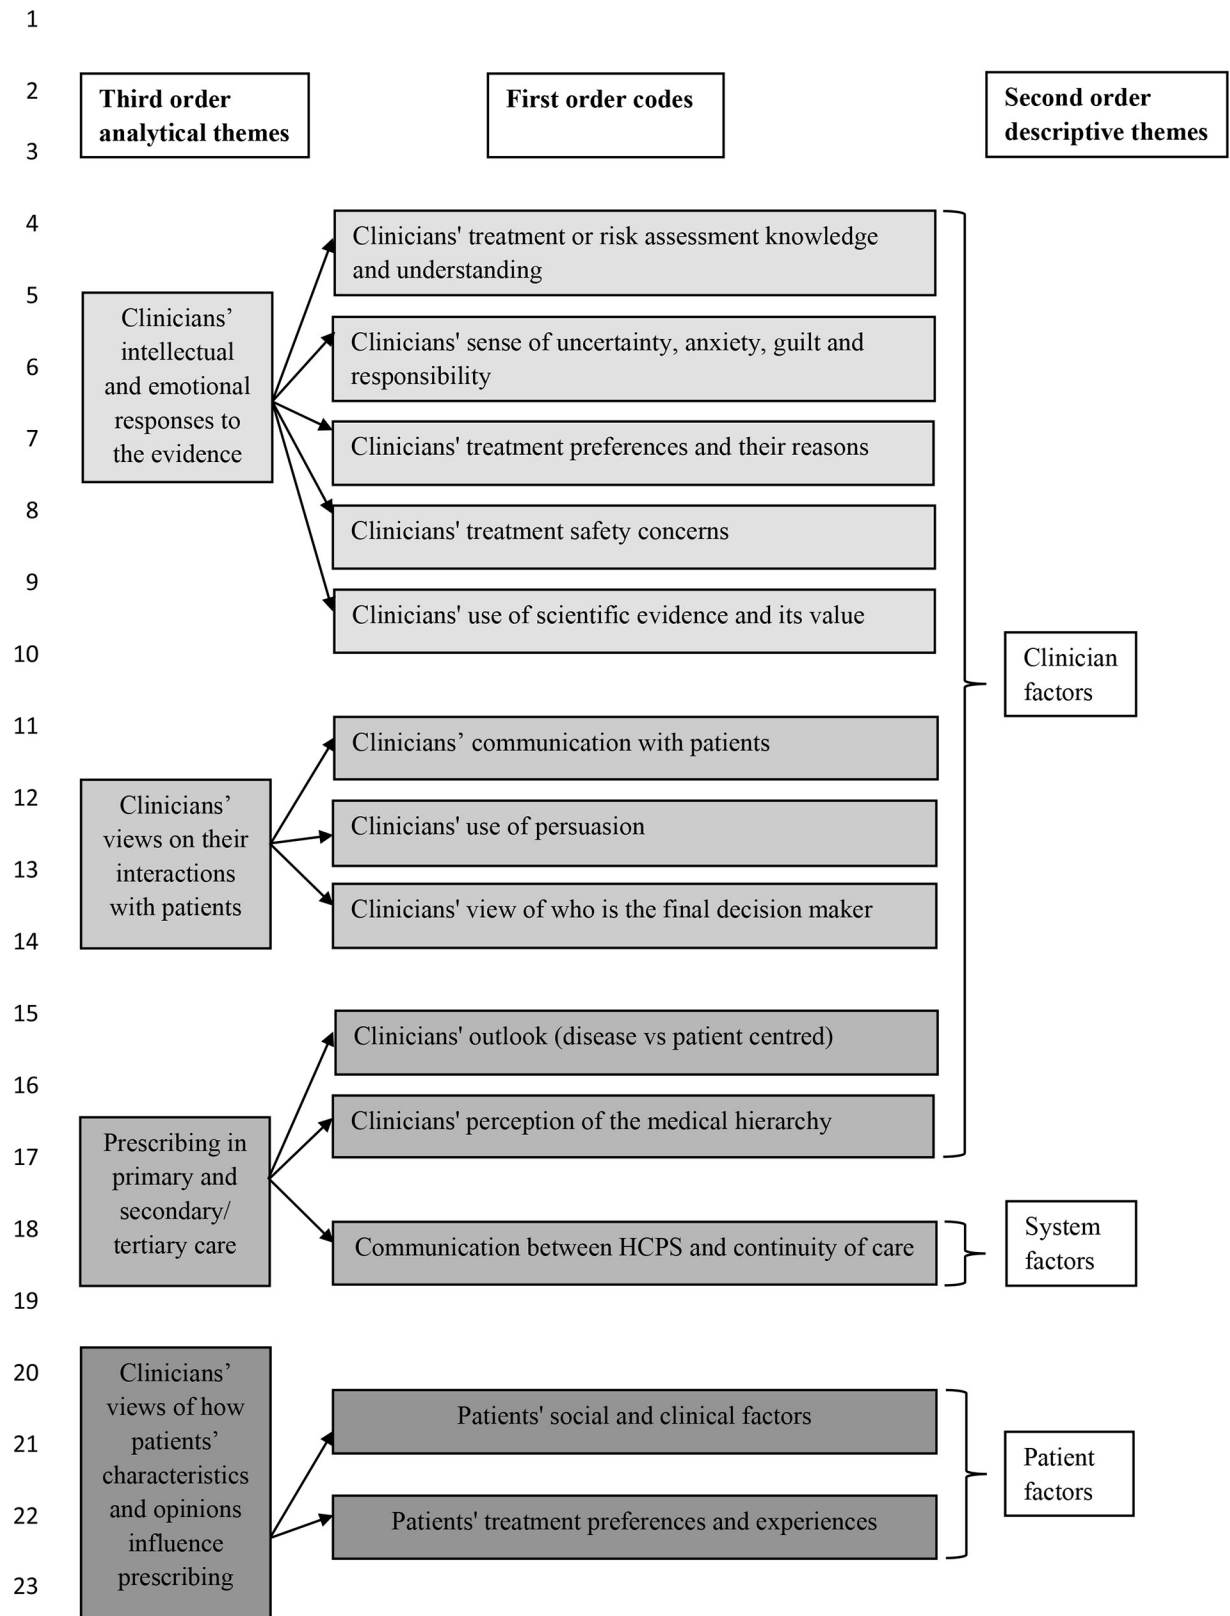 1
2
3
4
5
6
7
8
9
10
11
12
13
14
15
16
17
18
19
20
21
22
23
Third order
analytical themes
First order codes
Second order
descriptive themes
Clinicians’
intellectual
and emotional
responses to
the evidence
Clinicians' treatment or risk assessment knowledge
and understanding
Clinicians' sense of uncertainty, anxiety, guilt and
responsibility
Clinicians' treatment preferences and their reasons
Clinicians' treatment safety concerns
Clinicians' use of scientific evidence and its value
Clinician
factors
Clinicians’
views on their
interactions
with patients
Clinicians’ communication with patients
Clinicians' use of persuasion
Clinicians' view of who is the final decision maker
Prescribing in
primary and
secondary/
tertiary care
Clinicians' outlook (disease vs patient centred)
Clinicians' perception of the medical hierarchy
Communication between HCPS and continuity of care
System
factors
Clinicians’
views of how
patients’
characteristics
and opinions
influence
prescribing
Patients' social and clinical factors
Patients' treatment preferences and experiences
Patient
factors